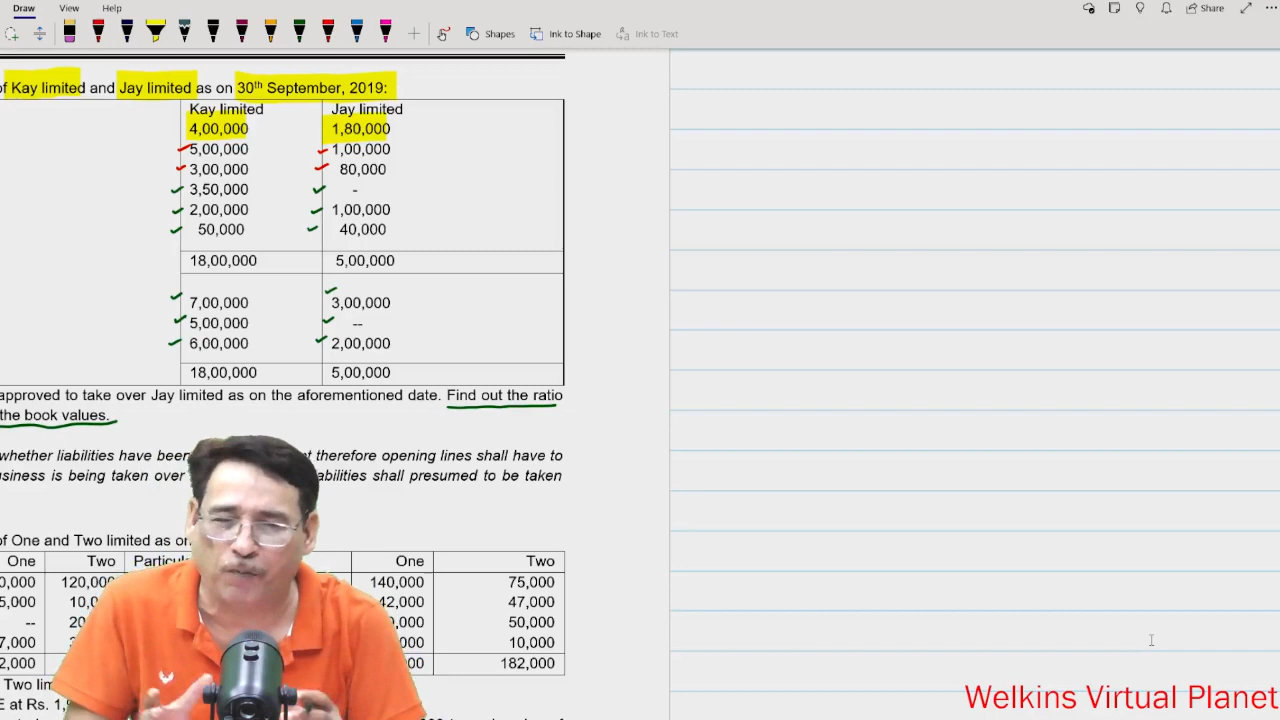 Draw View Help
Shapes Ink to Shape Ink to Text Share
of Kay limited and Jay limited as on 30th September, 2019:
Kay limited Jay limited
4,00,000 1,80,000
5,00,000 1,00,000
3,00,000 80,000
3,50,000 -
2,00,000 1,00,000
50,000 40,000
18,00,000 5,00,000
7,00,000 3,00,000
5,00,000 --
6,00,000 2,00,000
18,00,000 5,00,000
approved to take over Jay limited as on the aforementioned date. Find out the ratio
the book values.
whether liabilities have been therefore opening lines shall have to
business is being taken over shall presumed to be taken
of One and Two limited as on
One Two One Two
120,000 140,000 75,000
42,000 47,000
-- 50,000
10,000
182,000
Two
at Rs.
Welkins Virtual Planet